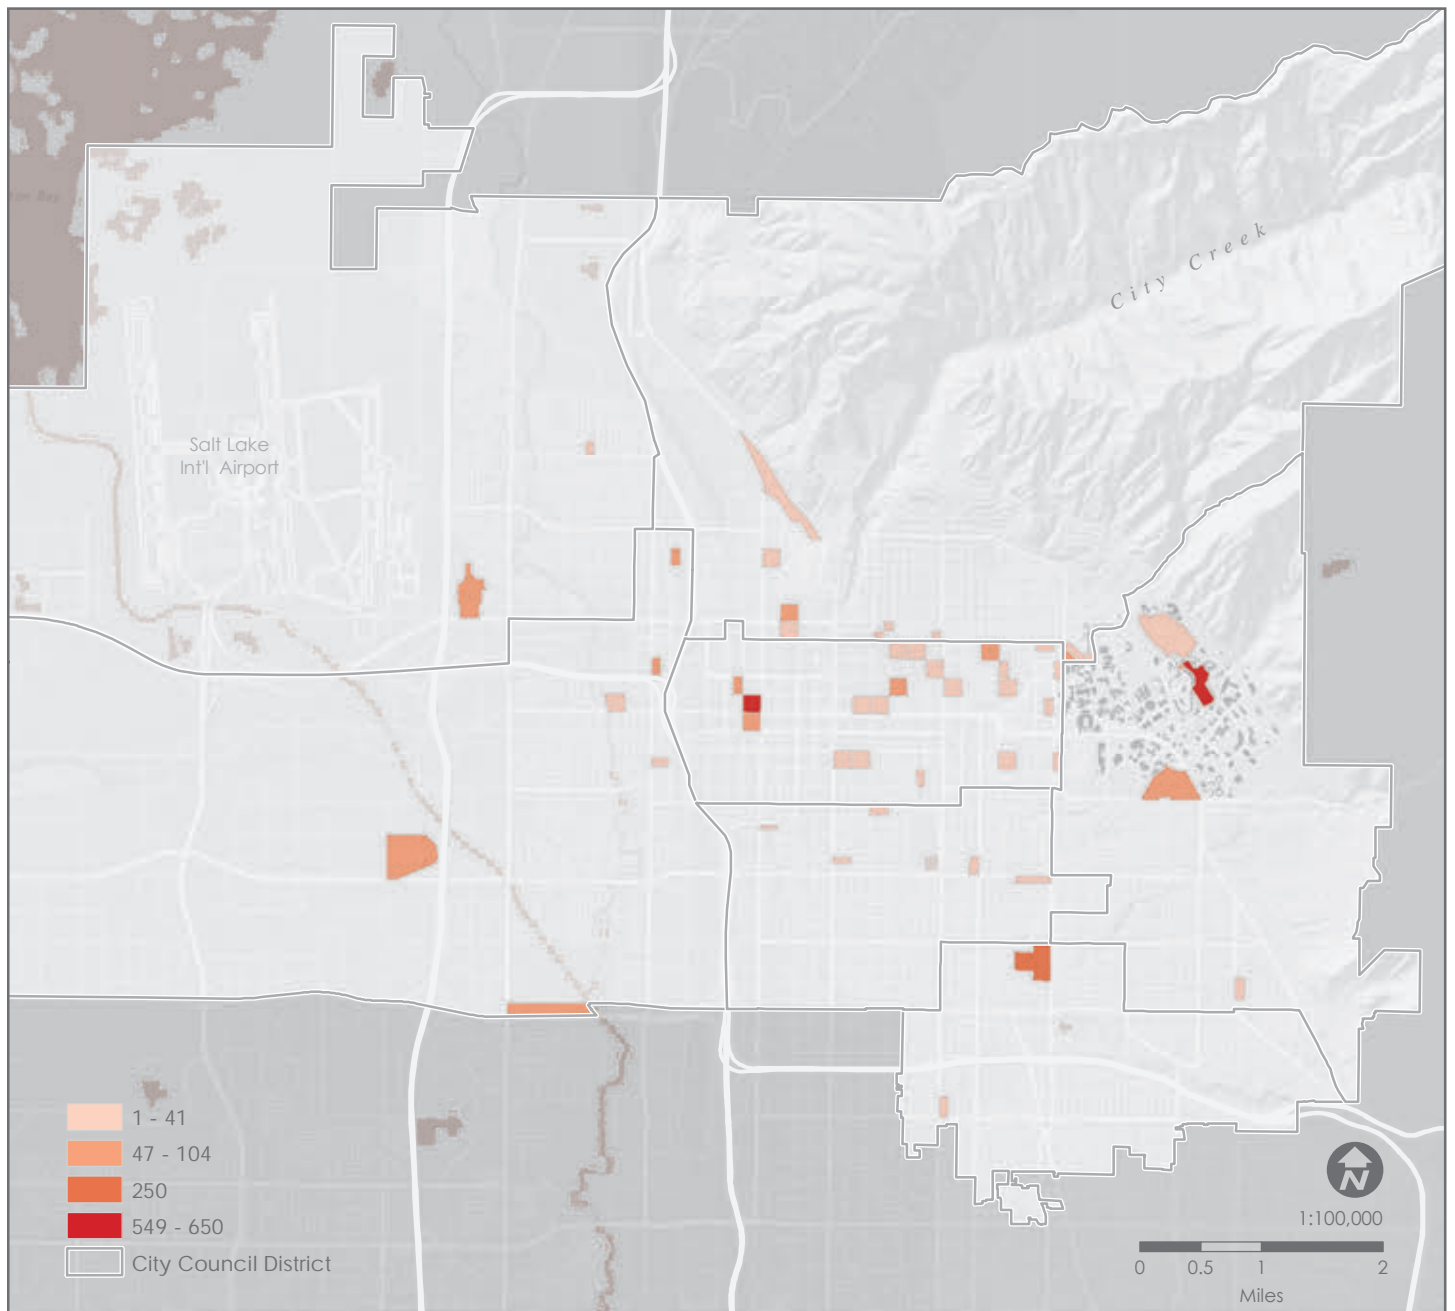 City Creek
Salt Lake
Int'l Airport
1 - 41
47 - 104
250
549 - 650
City Council District
N
1:100,000
0 0.5 1 2
Miles